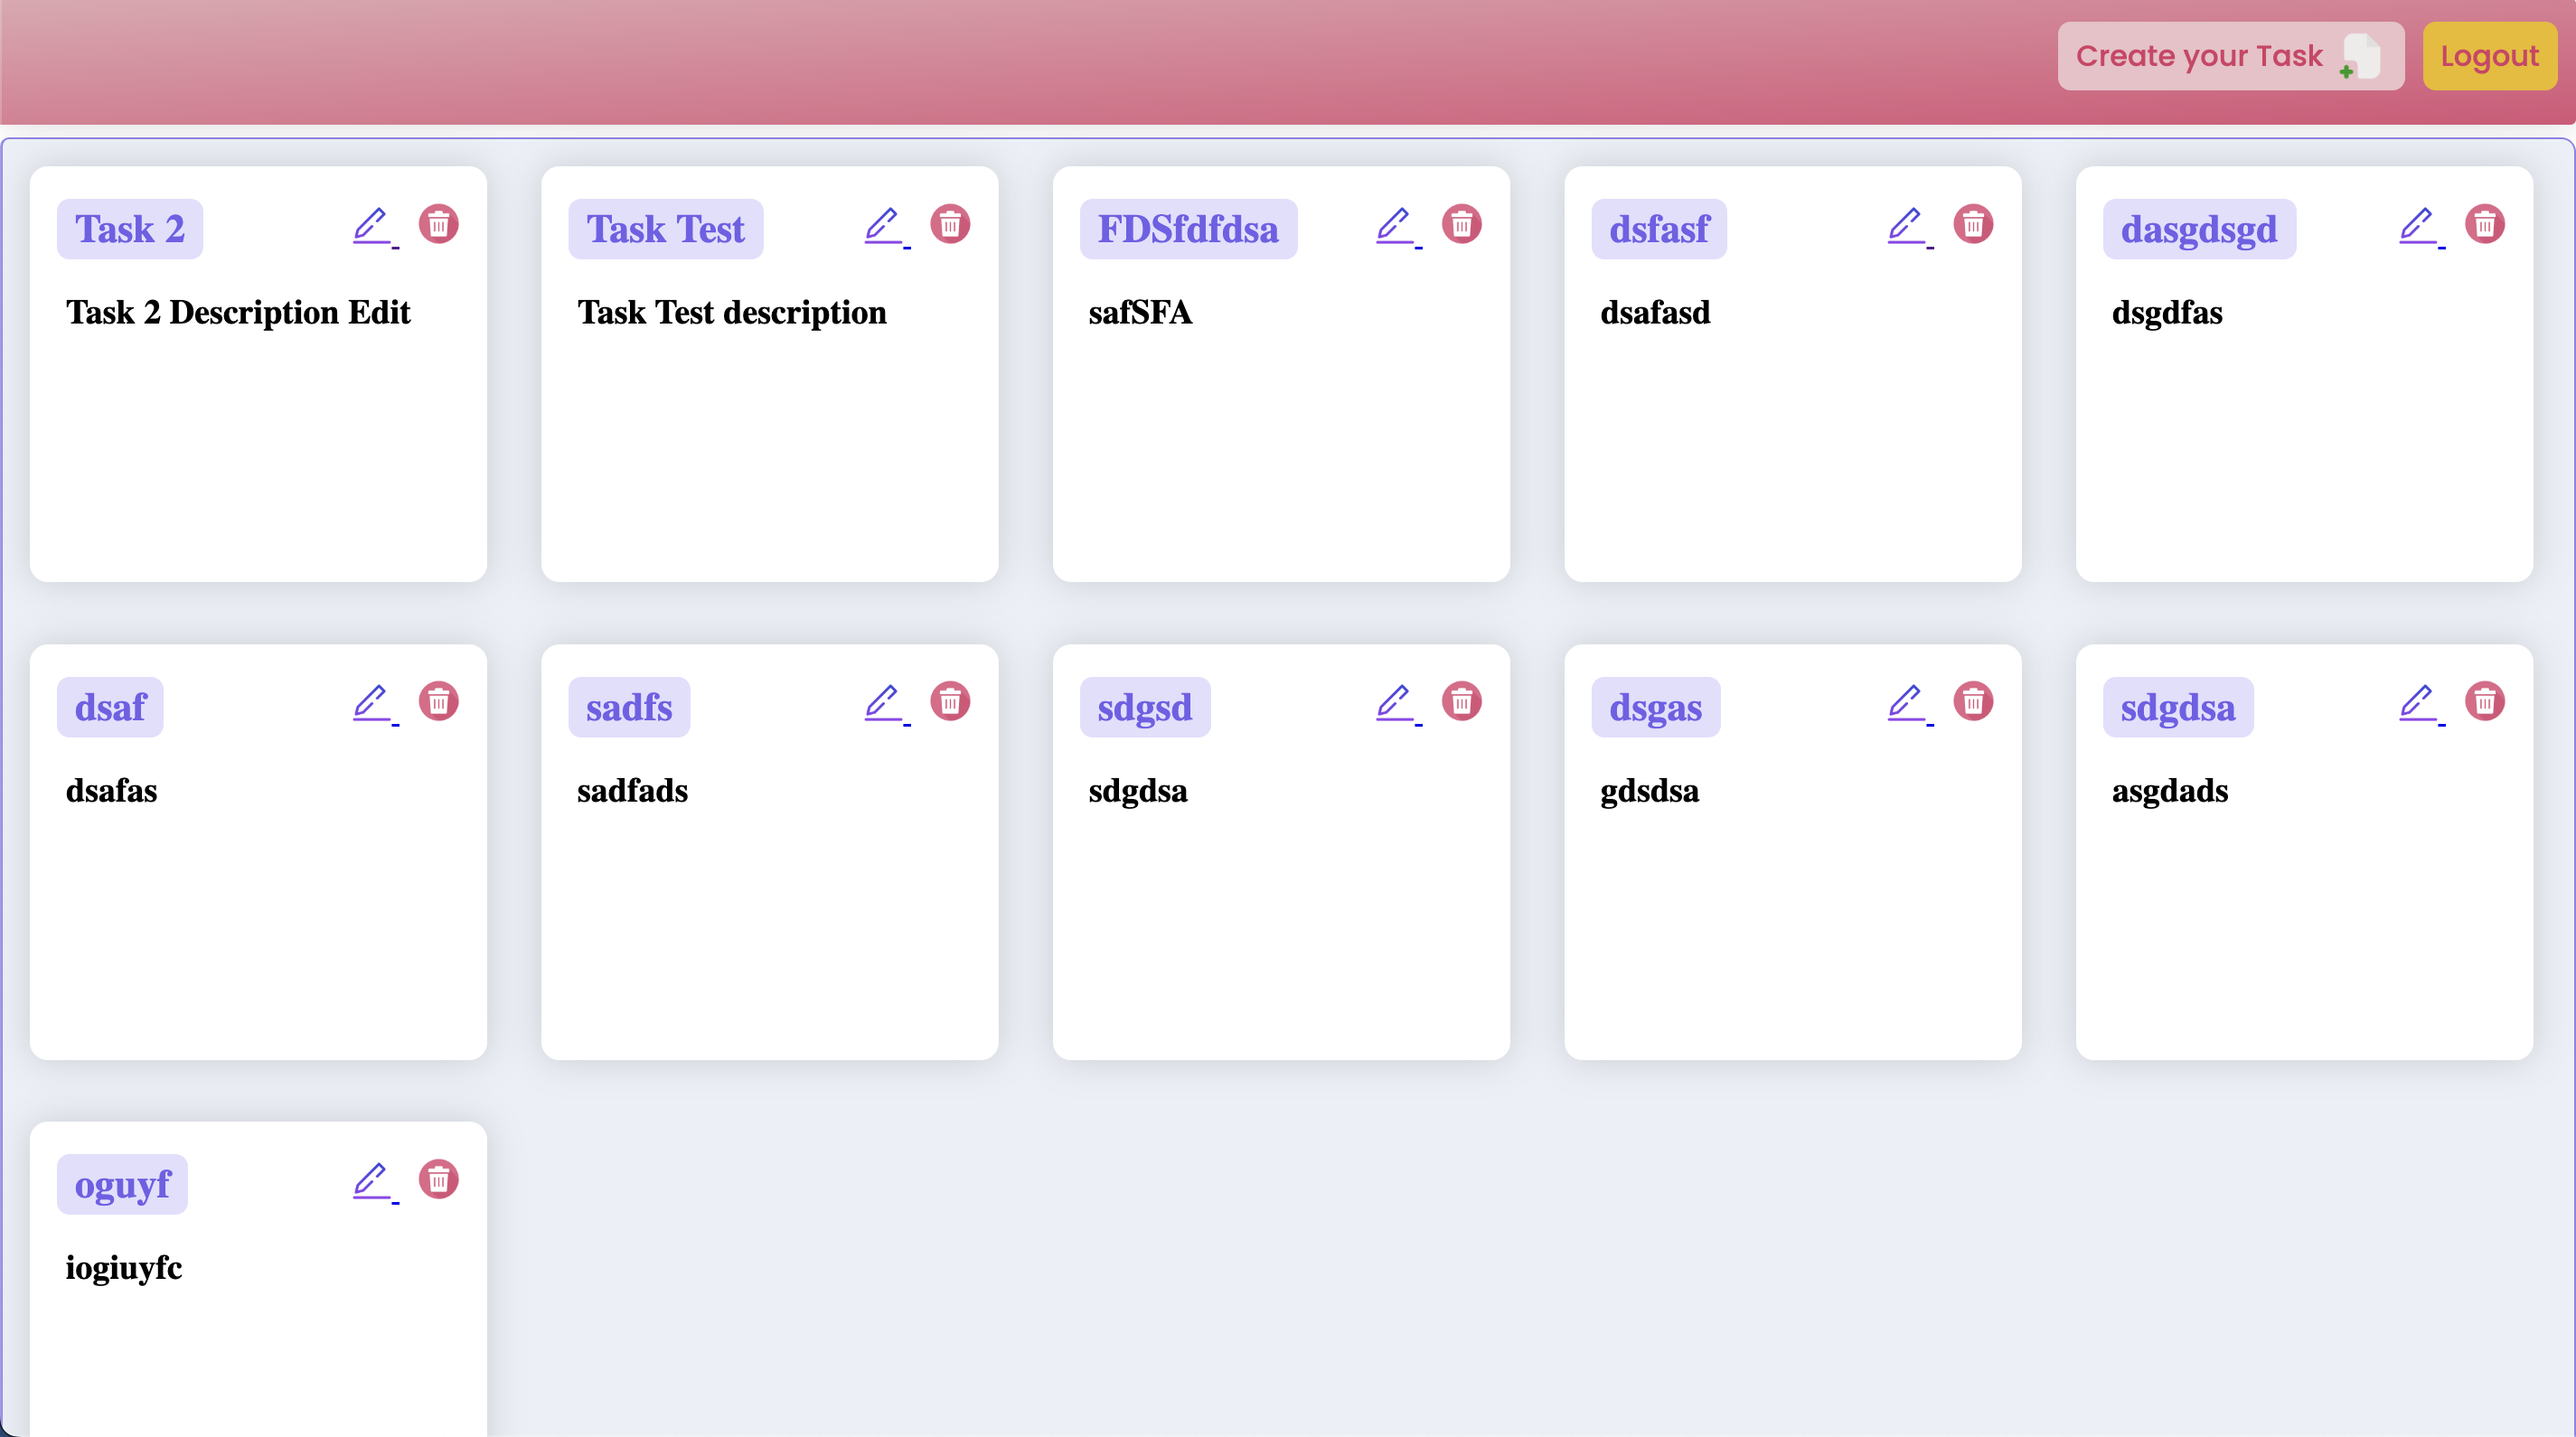 Create your Task
Logout
Task 2
Task 2 Description Edit
Task Test
Task Test description
FDSfdfdsa
safSFA
dsfasf
dsafasd
dasgdsgd
dsgdfas
dsaf
dsafas
sadfs
sadfads
sdgsd
sdgdsa
dsgas
gdsdsa
sdgdsa
asgdads
oguyf
iogiuyfc